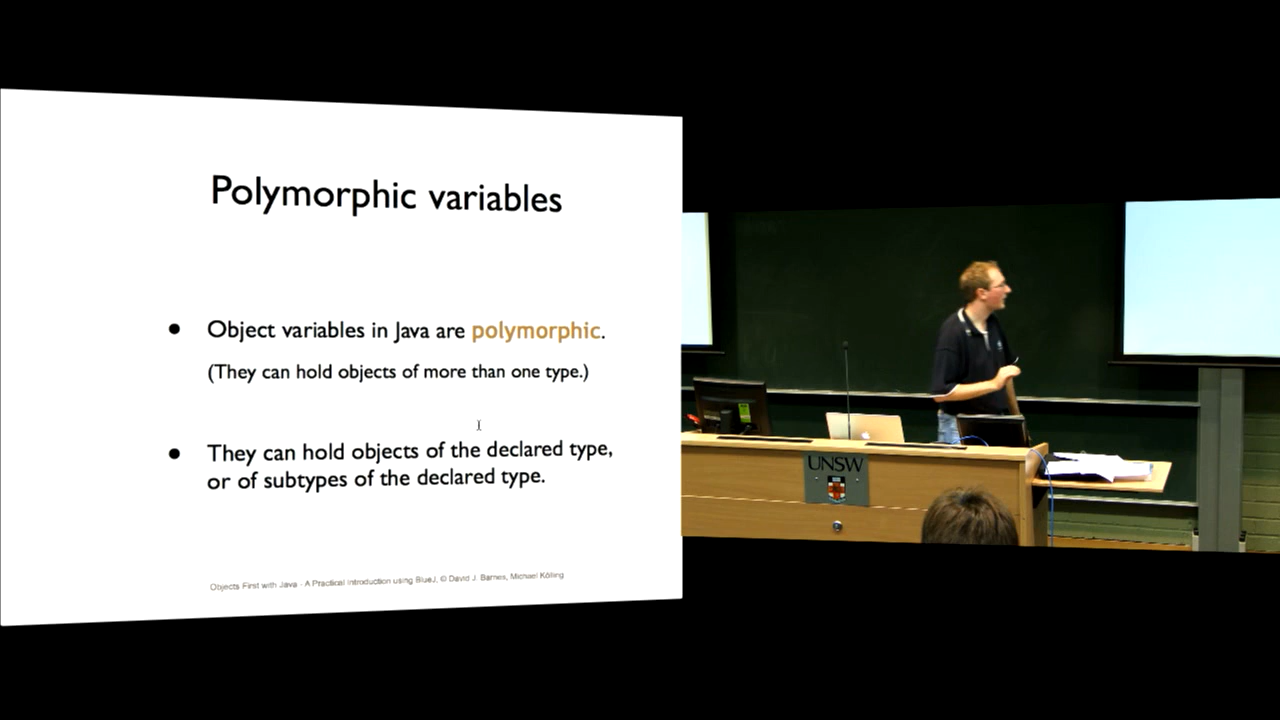 Polymorphic variables
• Object variables in Java are polymorphic.
(They can hold objects of more than one type.)
• They can hold objects of the declared type,
or of subtypes of the declared type.
Objects First with Java - A Practical Introduction using BlueJ, © David J. Barnes, Michael Kölling
UNSW